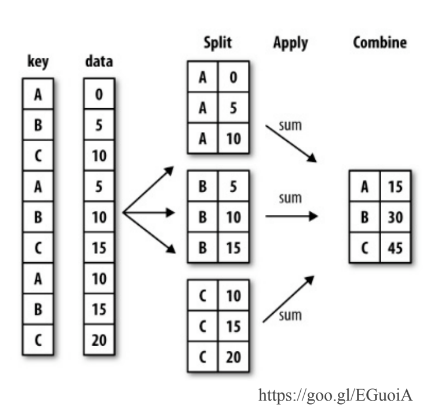 Split Apply Combine
key data
A 0
B 5
C 10
A 5
B 10
C 15
A 10
B 15
C 20
A 0
A 5
A 10
B 5
B 10
B 15
C 10
C 15
C 20
sum
sum
sum
A 15
B 30
C 45
https://goo.gl/EGuoiA